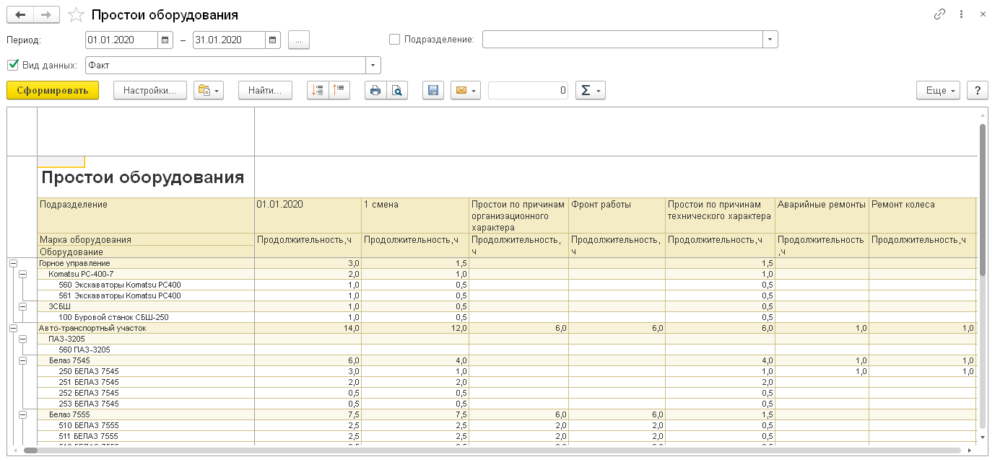 Простои оборудования
Период: 01.01.2020 – 31.01.2020 ... Подразделение:
Вид данных: Факт
Сформировать Настройки... Найти... 0 Σ Еще ?
Простои оборудования
Подразделение 01.01.2020 1 смена Простои по причинам организационного характера Фронт работы Простои по причинам технического характера Аварийные ремонты Ремонт колеса
Марка оборудования Продолжительность,ч Продолжительность,ч Продолжительность,ч Продолжительность,ч Продолжительность,ч Продолжительность,ч Продолжительность,ч
Оборудование
Горное управление 3,0 1,5 1,5
Komatsu PC-400-7 2,0 1,0 1,0
560 Экскаваторы Komatsu PC400 1,0 0,5 0,5
561 Экскаваторы Komatsu PC400 1,0 0,5 0,5
3СБШ 1,0 0,5 0,5
100 Буровой станок СБШ-250 1,0 0,5 0,5
Авто-транспортный участок 14,0 12,0 6,0 6,0 6,0 1,0 1,0
ПАЗ-3205
560 ПАЗ-3205
Белаз 7545 6,0 4,0 4,0 1,0 1,0
250 БЕЛАЗ 7545 3,0 1,0 1,0 1,0 1,0
251 БЕЛАЗ 7545 2,0 2,0 2,0
252 БЕЛАЗ 7545 0,5 0,5 0,5
253 БЕЛАЗ 7545 0,5 0,5 0,5
Белаз 7555 7,5 7,5 6,0 6,0 1,5
510 БЕЛАЗ 7555 2,5 2,5 2,0 2,0 0,5
511 БЕЛАЗ 7555 2,5 2,5 2,0 2,0 0,5